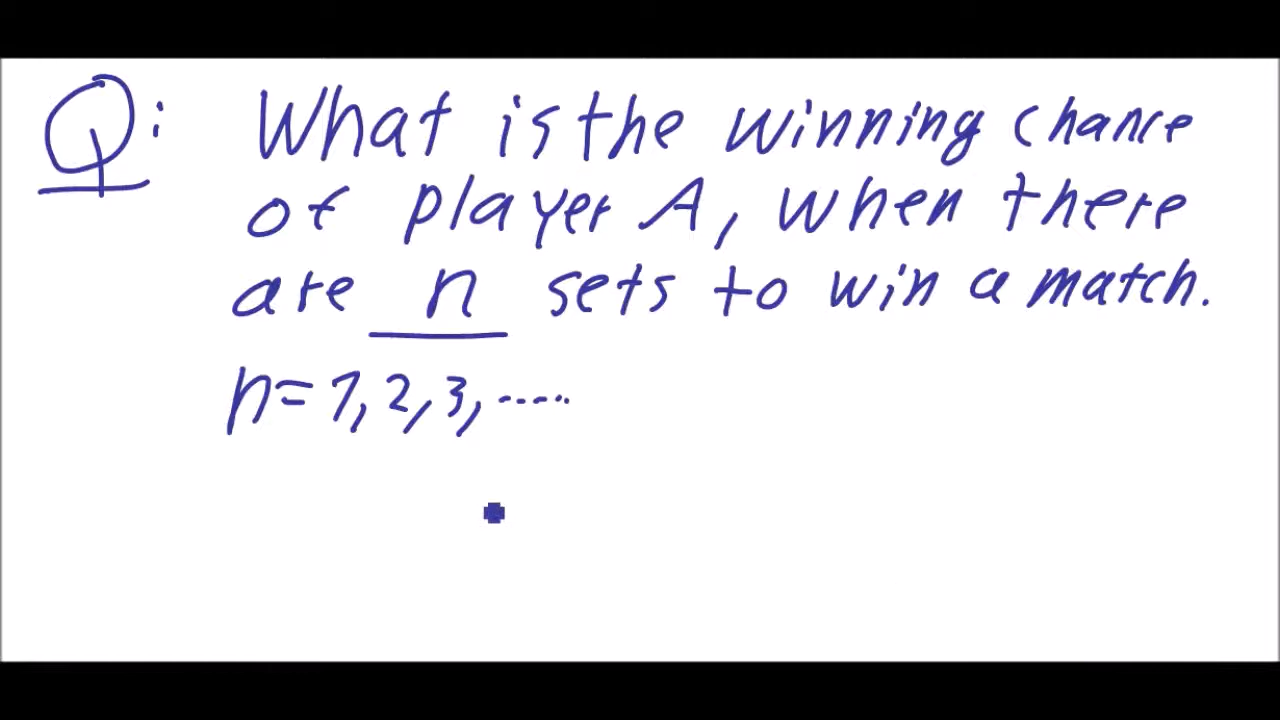 Q: What is the winning chance
of player A, when there
are n sets to win a match.
n=1,2,3,.....